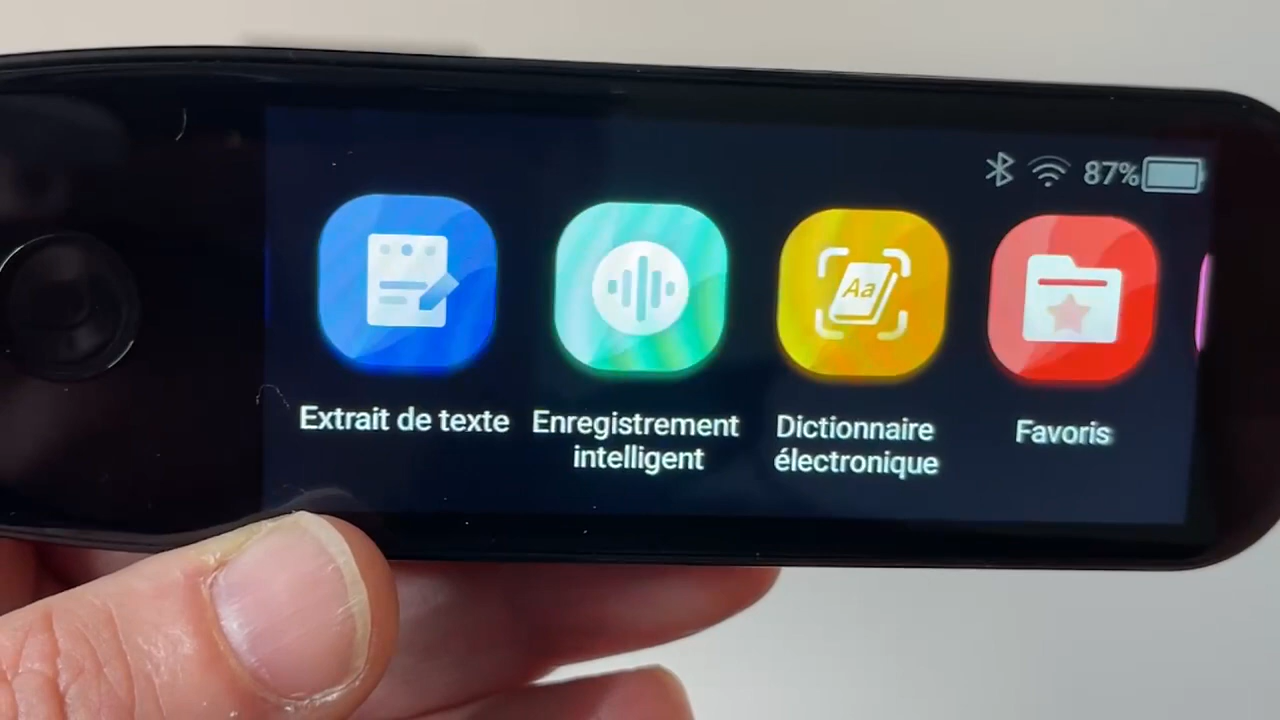 87%
Aa
Extrait de texte
Enregistrement
intelligent
Dictionnaire
électronique
Favoris